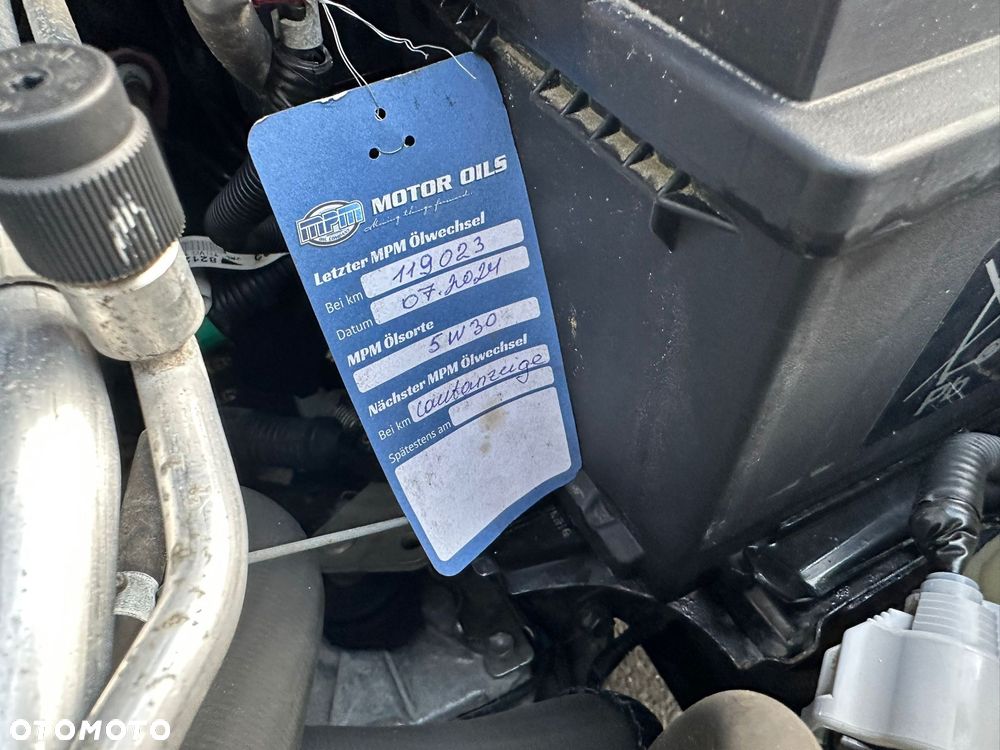 MPM
MOTOR OILS
Letzter MPM Ölwechsel
Bei km 119023
Datum 07.2024
MPM Ölsorte
5W30
Nächster MPM Ölwechsel
Bei km Lautanzeige
Spätestens am
OTOMOTO